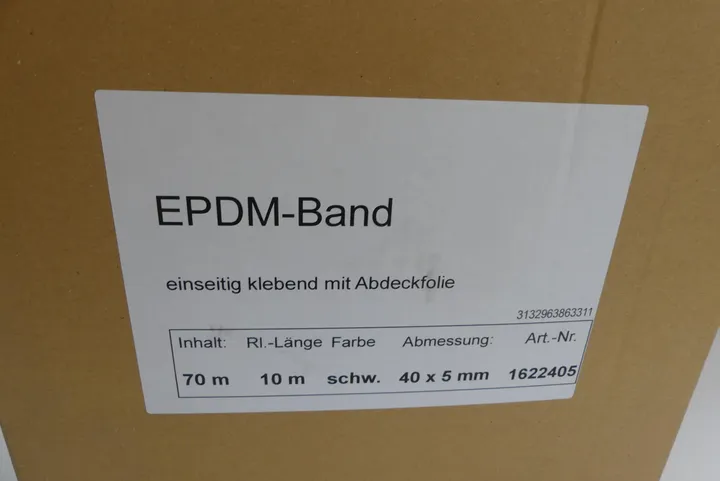 EPDM-Band
einseitig klebend mit Abdeckfolie
3132963863311
Inhalt: Rl.-Länge Farbe Abmessung: Art.-Nr.
70 m 10 m schw. 40 x 5 mm 1622405